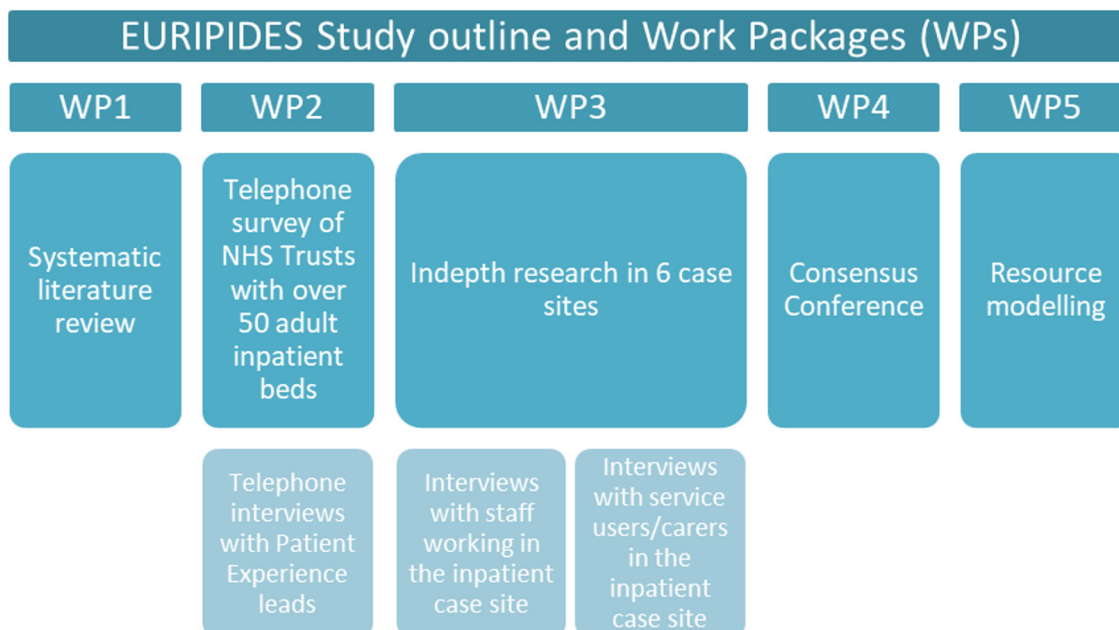 EURIPIDES Study outline and Work Packages (WPs)
WP1
WP2
WP3
WP4
WP5
Systematic
literature
review
Telephone
survey of
NHS Trusts
with over
50 adult
inpatient
beds
Indepth research in 6 case
sites
Consensus
Conference
Resource
modelling
Telephone
interviews
with Patient
Experience
leads
Interviews
with staff
working in
the inpatient
case site
Interviews
with service
users/carers
in the
inpatient
case site